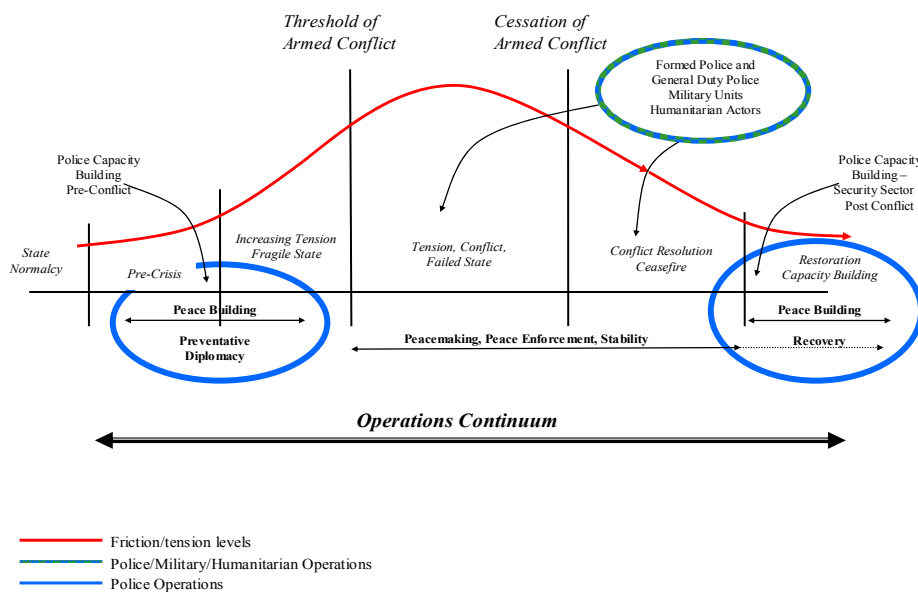 Threshold of
Armed Conflict
Cessation of
Armed Conflict
Formed Police and
General Duty Police
Military Units
Humanitarian Actors
Police Capacity
Building
Pre-Conflict
Police Capacity
Building –
Security Sector
Post Conflict
State
Normalcy
Pre-Crisis
Increasing Tension
Fragile State
Tension, Conflict,
Failed State
Conflict Resolution
Ceasefire
Restoration
Capacity Building
Peace Building
Preventative
Diplomacy
Peacemaking, Peace Enforcement, Stability
Peace Building
Recovery
Operations Continuum
Friction/tension levels
Police/Military/Humanitarian Operations
Police Operations